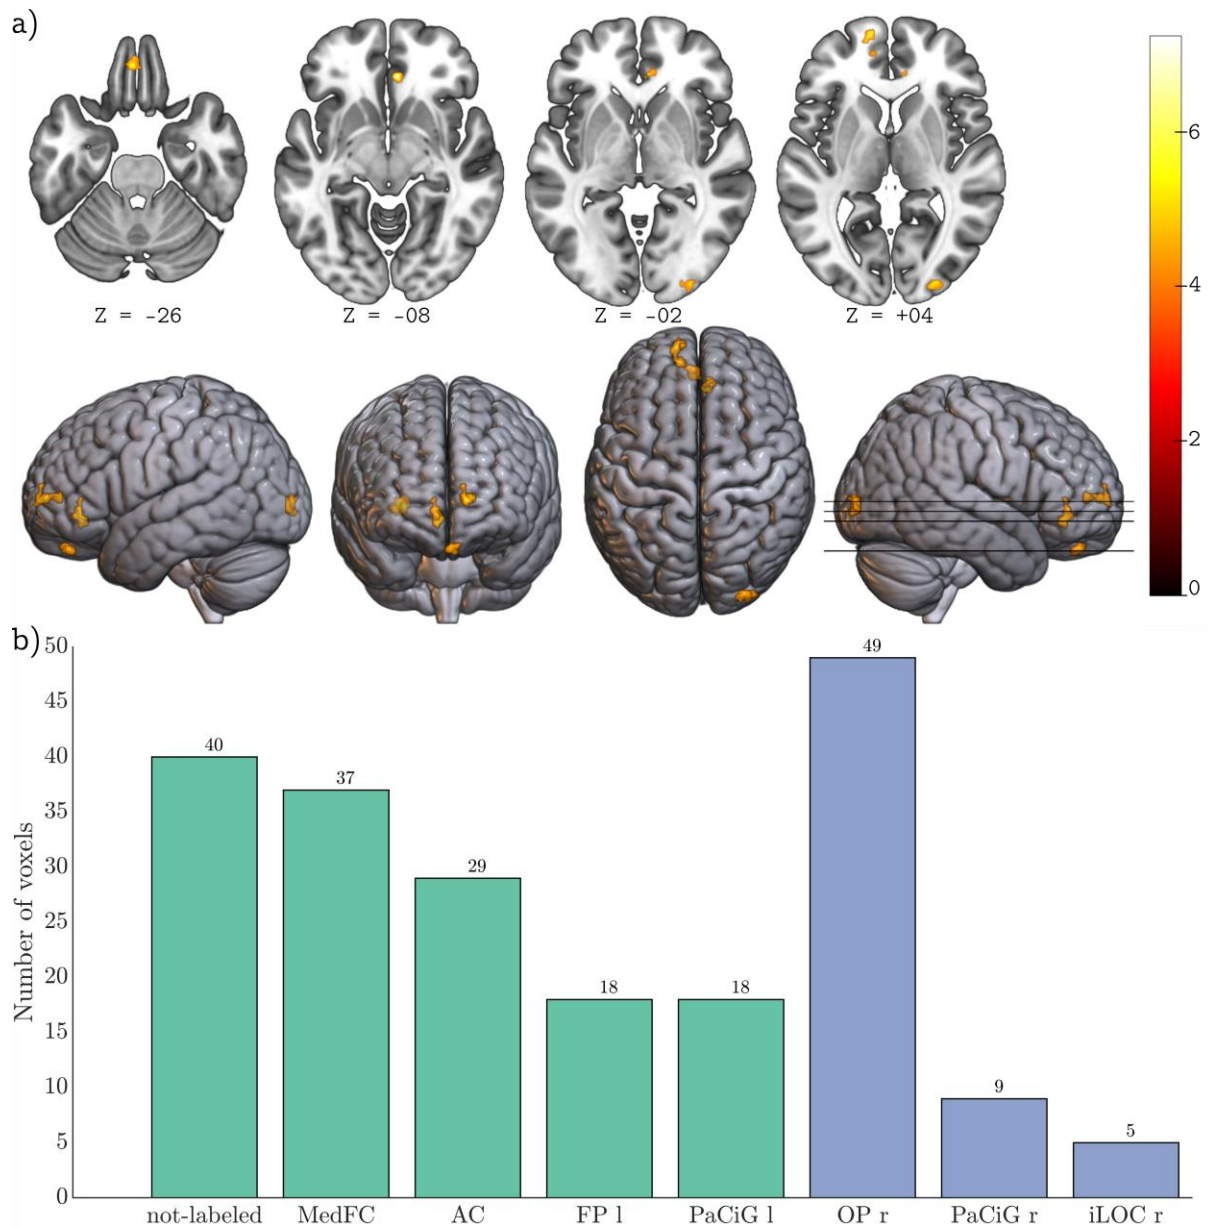 a)
6
4
2
0
Z = -26
Z = -08
Z = -02
Z = +04
b)
Number of voxels
50
45
40
35
30
25
20
15
10
5
0
40
37
29
18
18
49
9
5
not-labeled
MedFC
AC
FP l
PaCiG l
OP r
PaCiG r
iLOC r